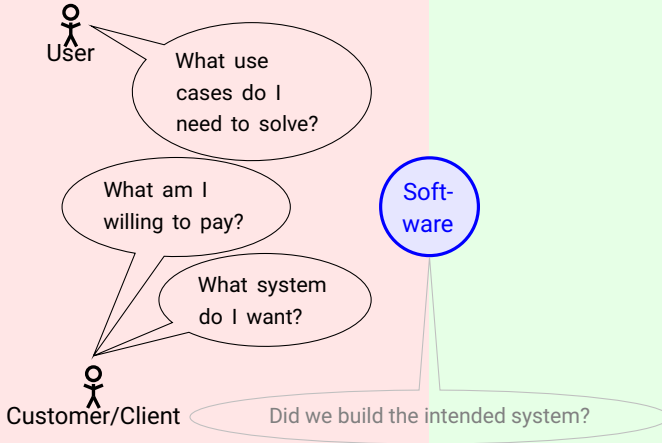 User
What use
cases do I
need to solve?
What am I
willing to pay?
Soft-
ware
What system
do I want?
Customer/Client
Did we build the intended system?